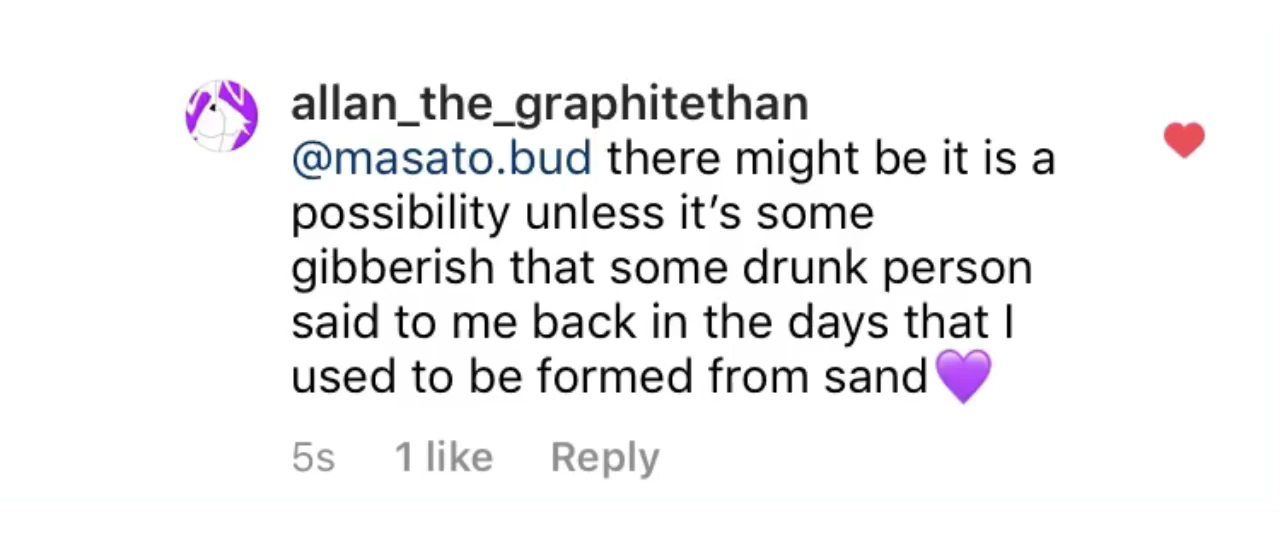 allan_the_graphitethan
@masato.bud there might be it is a
possibility unless it’s some
gibberish that some drunk person
said to me back in the days that I
used to be formed from sand💜
5s 1 like Reply